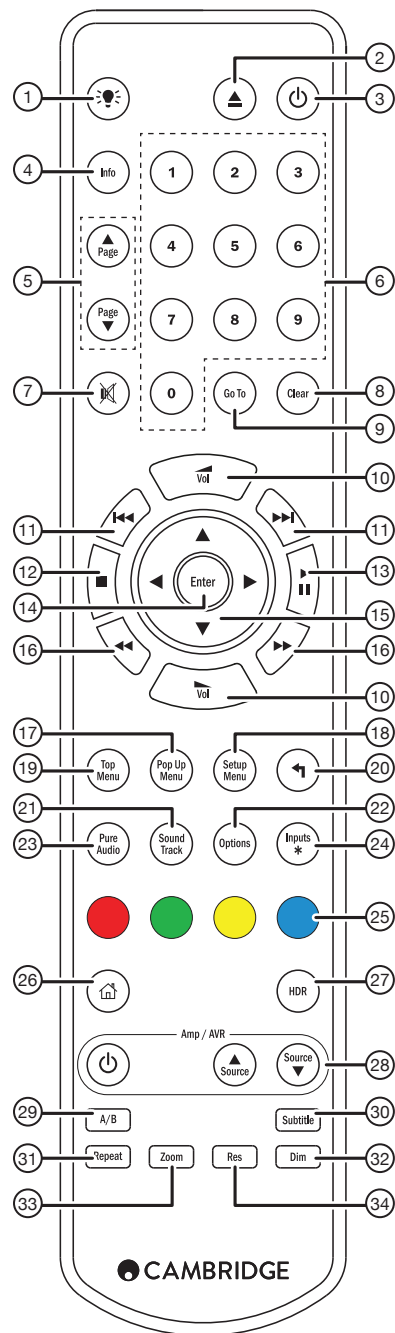 2
1
3
4
Info
1 2 3
5
Page
4 5 6
6
Page
7 8 9
7
0
Go To
Clear
8
9
Vol
10
11
11
12
Enter
13
14
15
16
16
Vol
10
17
18
19
Top
Menu
Pop Up
Menu
Setup
Menu
20
21
22
23
Pure
Audio
Sound
Track
Options
Inputs
*
24
25
26
HDR
27
Amp / AVR
Source
Source
28
29
A/B
Subtitle
30
31
Repeat
Zoom
Res
Dim
32
33
34
CAMBRIDGE